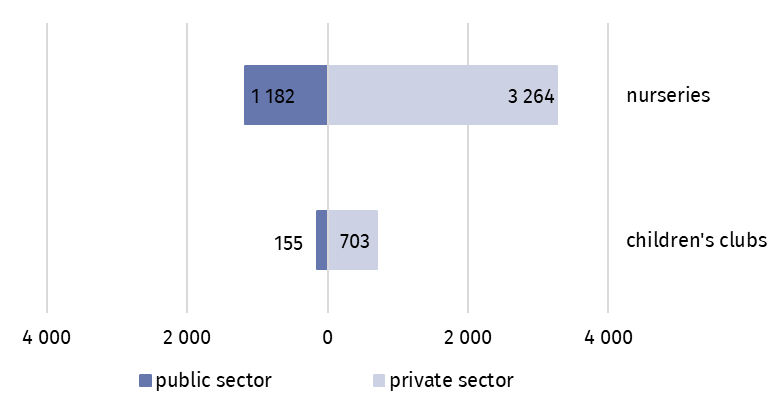 1 182 3 264 nurseries
155 703 children's clubs
4 000 2 000 0 2 000 4 000
public sector private sector